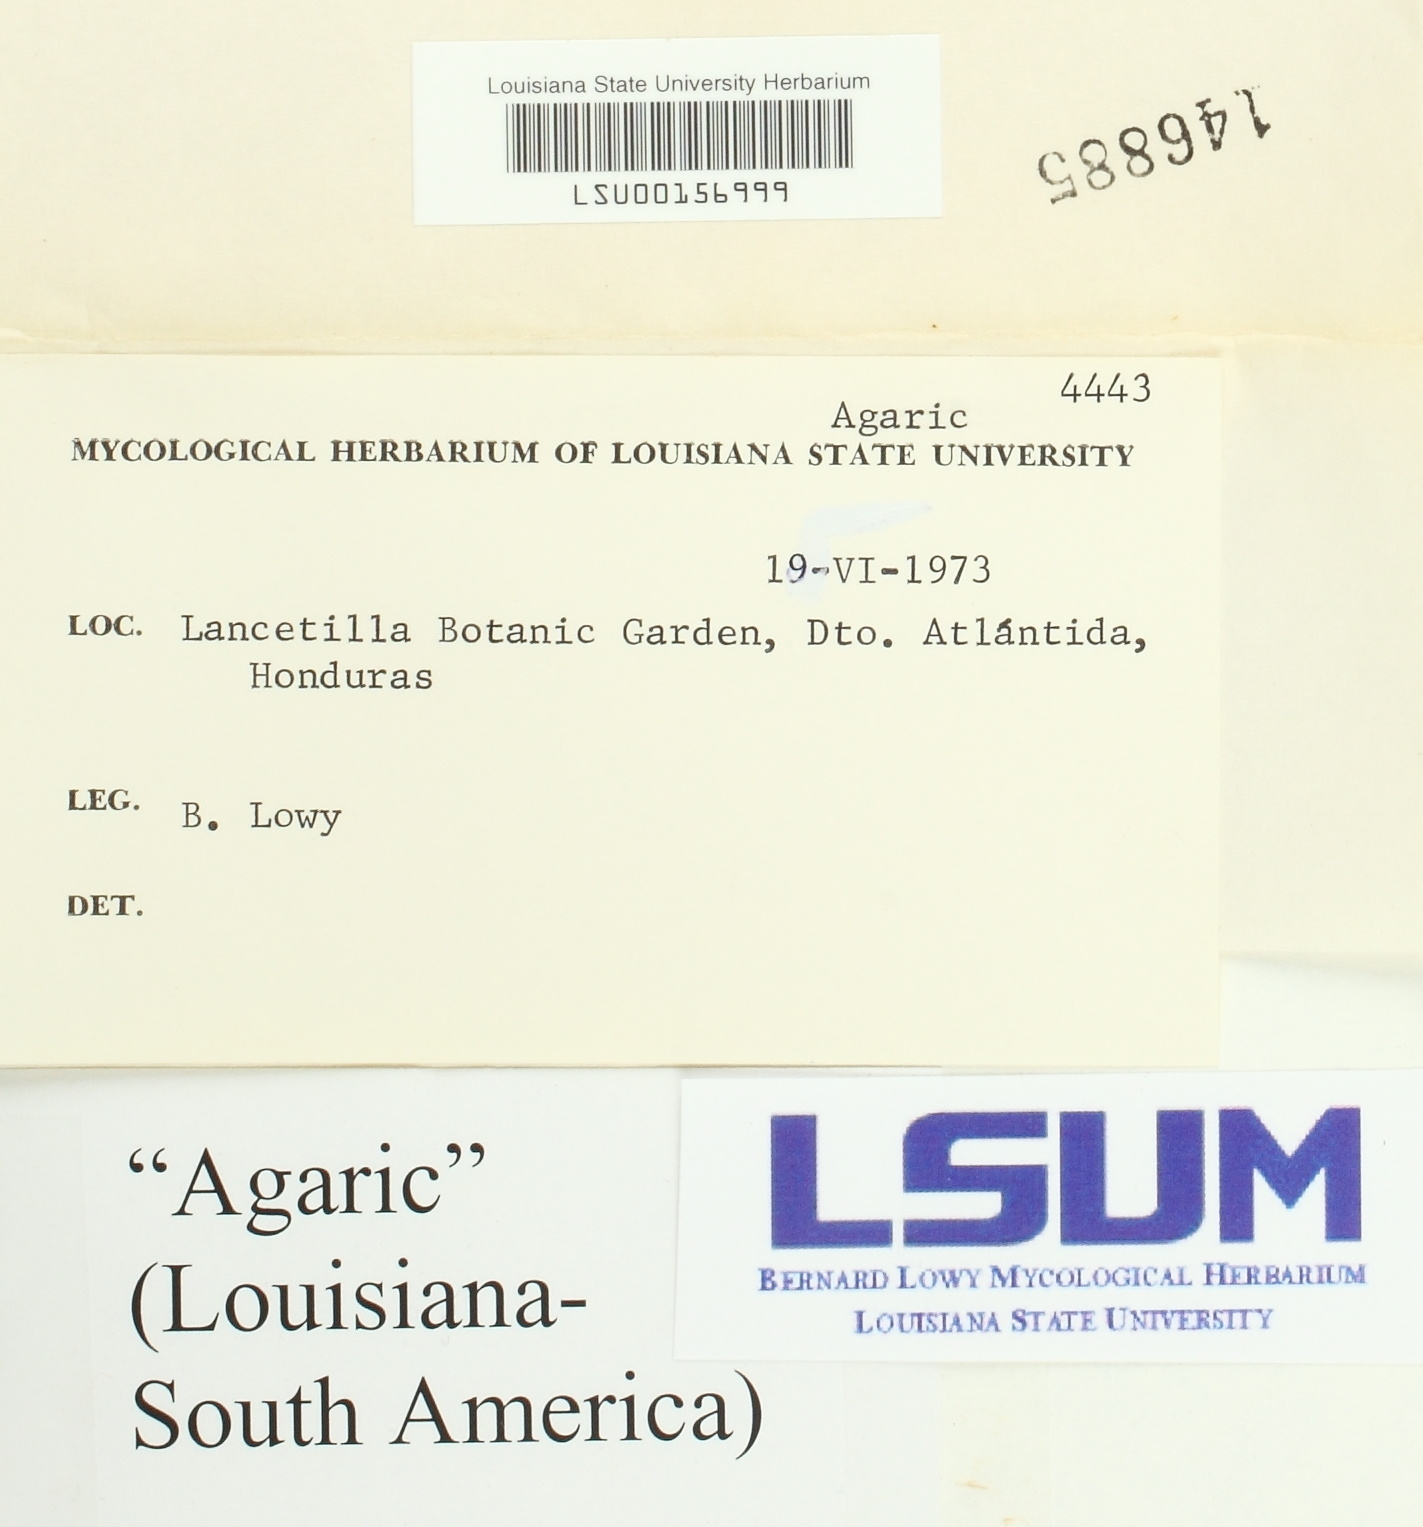 Louisiana State University Herbarium
LSU00156999
146885
4443
Agaric
MYCOLOGICAL HERBARIUM OF LOUISIANA STATE UNIVERSITY
19-VI-1973
LOC. Lancetilla Botanic Garden, Dto. Atlántida,
Honduras
LEG. B. Lowy
DET.
“Agaric”
(Louisiana-
South America)
LSUM
BERNARD LOWY MYCOLOGICAL HERBARIUM
LOUISIANA STATE UNIVERSITY